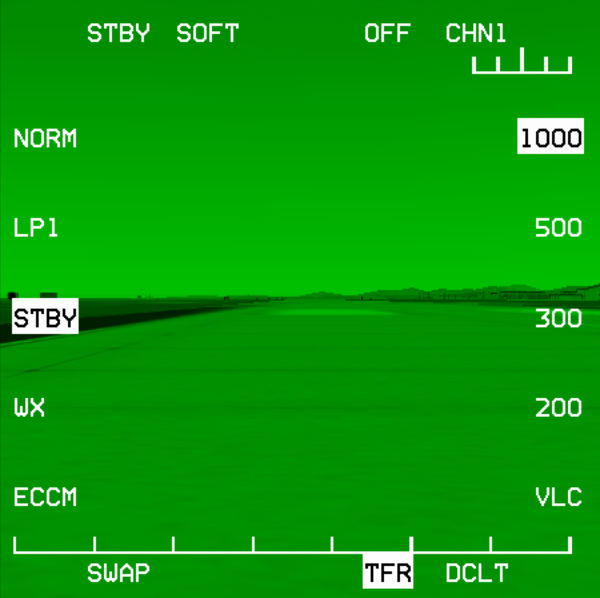 STBY SOFT OFF CHN1
NORM 1000
LP1 500
STBY 300
WX 200
ECCM VLC
SWAP TFR DCLT